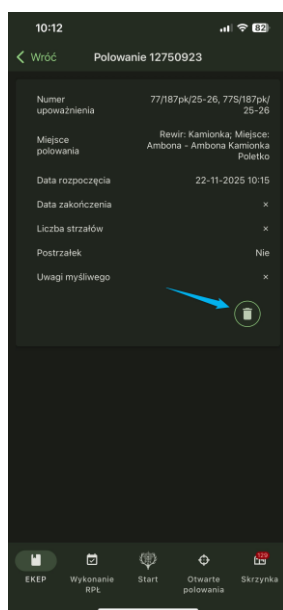 10:12
82
Wróć
Polowanie 12750923
Numer
upoważnienia
77/187pk/25-26, 77S/187pk/
25-26
Miejsce
polowania
Rewir: Kamionka; Miejsce:
Ambona - Ambona Kamionka
Poletko
Data rozpoczęcia
22-11-2025 10:15
Data zakończenia
×
Liczba strzałów
×
Postrzałek
Nie
Uwagi myśliwego
×
EKEP
Wykonanie
RPŁ
Start
Otwarte
polowania
129
Skrzynka